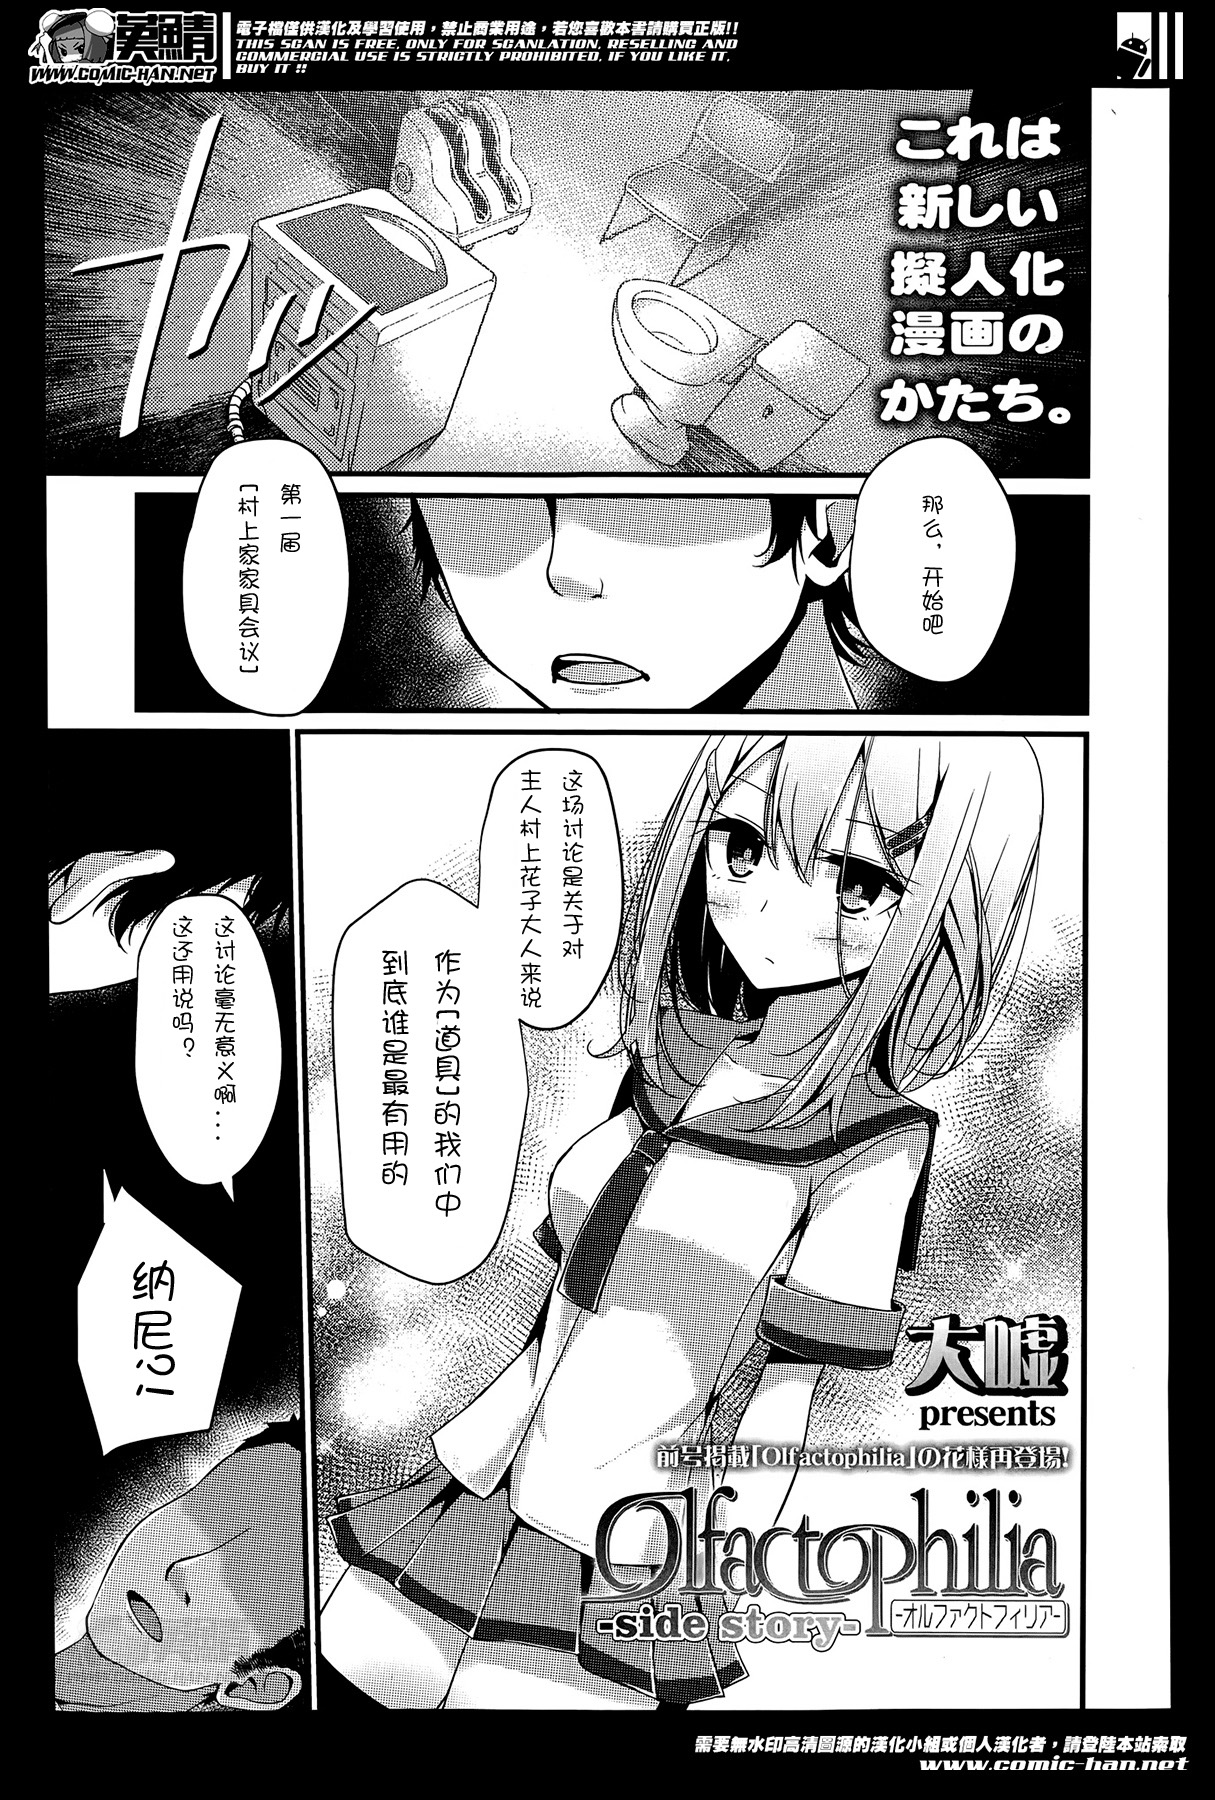 漢鯖
www.comic-han.net
電子檔僅供漢化及學習使用，禁止商業用途，若您喜歡本書請購買正版!!
THIS SCAN IS FREE, ONLY FOR SCANLATION, RESELLING AND
COMMERCIAL USE IS STRICTLY PROHIBITED, IF YOU LIKE IT,
BUY IT !!
これは
新しい
擬人化
漫画の
かたち。
カッ
那么，开始吧
第一届
[村上家家具会议]
这场讨论是关于对
主人村上花子大人来说
作为[道具]的我们中
到底谁是最有用的
这讨论毫无意义啊....
这还用说吗？
纳尼?!
大嘘
presents
前号掲載「Olfactophilia」の花様再登場!
Olfactophilia
-side story-
-オルファクトフィリア-
需要無水印高清圖源的漢化小組或個人漢化者，請登陸本站索取
www.comic-han.net